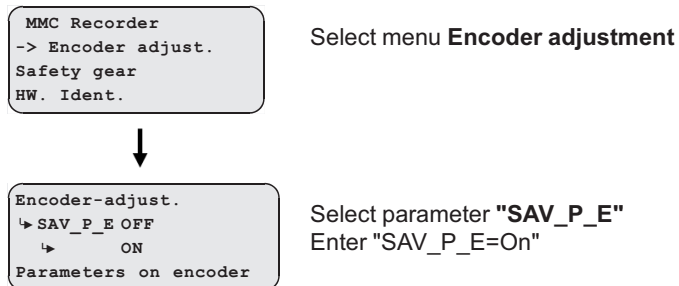 MMC Recorder
-> Encoder adjust.
Safety gear
HW. Ident.
Select menu Encoder adjustment
Encoder-adjust.
↳ SAV_P_E OFF
↳ ON
Parameters on encoder
Select parameter "SAV_P_E"
Enter "SAV_P_E=On"